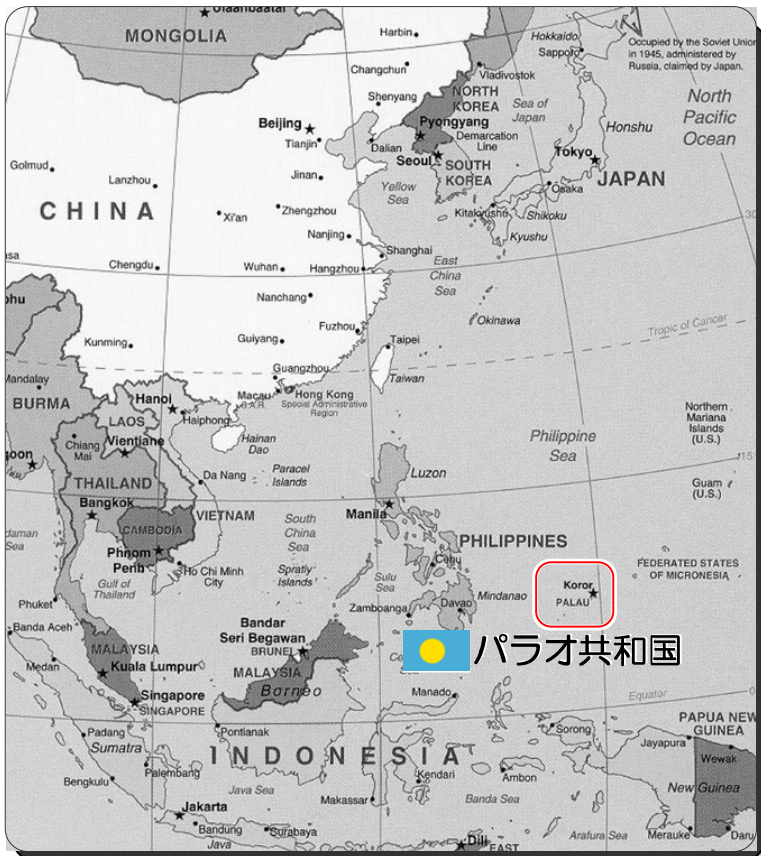 Ulaanbaatar
MONGOLIA
Harbin
Changchun
Shenyang
Vladivostok
Hokkaido
Sapporo
Occupied by the Soviet Union
in 1945, administered by
Russia, claimed by Japan.
North
Pacific
Ocean
NORTH
KOREA
Sea of
Japan
Honshu
Beijing
Tianjin
Dalian
Pyongyang
Demarcation
Line
Seoul
SOUTH
KOREA
Tokyo
JAPAN
Osaka
Golmud
Lanzhou
Jinan
Yellow
Sea
Kitakyushu
Shikoku
Kyushu
CHINA
Xi'an
Zhengzhou
Nanjing
Shanghai
30
Chengdu
Wuhan
Hangzhou
East
China
Sea
Nanchang
Okinawa
Kunming
Guiyang
Fuzhou
Taipei
Taiwan
Tropic of Cancer
Guangzhou
Macau
S.A.R.
Hong Kong
Special Administrative
Region
Mandalay
BURMA
Hanoi
Haiphong
LAOS
Vientiane
Chiang
Mai
Hainan
Dao
Northern
Mariana
Islands
(U.S.)
Philippine
Sea
15
Guam
(U.S.)
Luzon
Da Nang
Paracel
Islands
THAILAND
Bangkok
VIETNAM
CAMBODIA
Phnom
Penh
Ho Chi Minh
City
South
China
Sea
Manila
PHILIPPINES
Cebu
Spratly
Islands
Sulu
Sea
Gulf of
Thailand
Phuket
Zamboanga
Davao
Mindanao
Koror
PALAU
FEDERATED STATES
OF MICRONESIA
Banda Aceh
Medan
MALAYSIA
Kuala Lumpur
Bandar
Seri Begawan
BRUNEI
MALAYSIA
Borneo
パラオ共和国
Singapore
SINGAPORE
Manado
Equator
0
Pontianak
Padang
Sumatra
INDONESIA
Sorong
PAPUA NEW
GUINEA
Jayapura
Wewak
Bengkulu
Palembang
Java Sea
Kendari
Ambon
New Guinea
Makassar
Banda Sea
Jakarta
Bandung
Java
Surabaya
Dili
EAST
Arafura Sea
Merauke
Daru